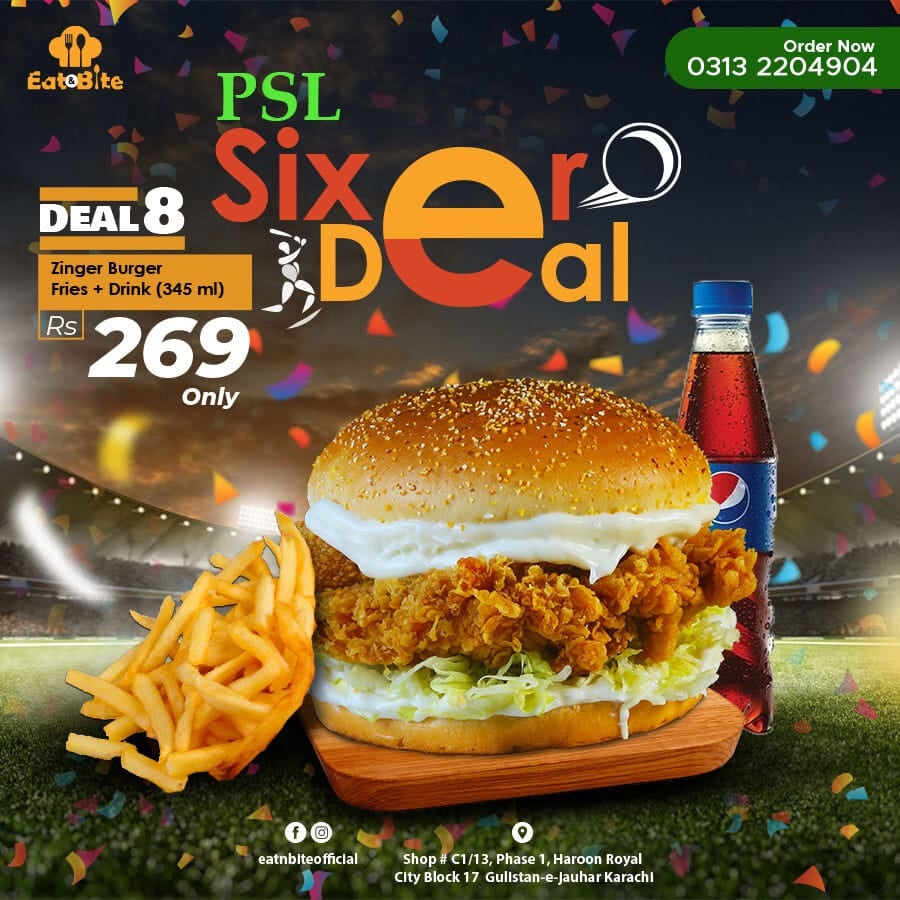 Eat&Bite
Order Now
0313 2204904
PSL
Sixer
Deal
DEAL 8
Zinger Burger
Fries + Drink (345 ml)
Rs 269
Only
eatnbiteofficial
Shop # C1/13, Phase 1, Haroon Royal
City Block 17 Gulistan-e-Jauhar Karachi